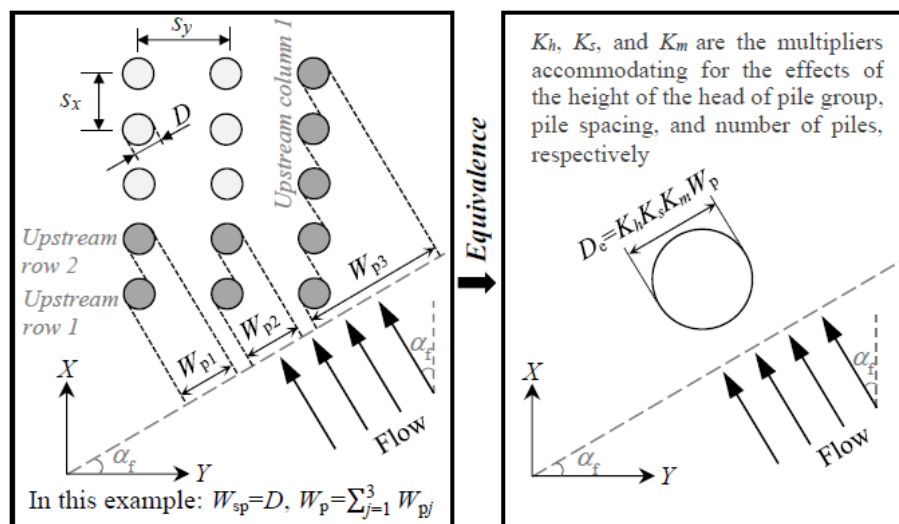 s_y
s_x
D
Upstream column 1
Upstream
row 2
Upstream
row 1
W_p1
W_p2
W_p3
α_f
Flow
X
α_f
Y
In this example: W_sp=D, W_p=∑_{j=1}^{3} W_pj
Equivalence
K_h, K_s, and K_m are the multipliers
accommodating for the effects of
the height of the head of pile group,
pile spacing, and number of piles,
respectively
D_e=K_hK_sK_mW_p
α_f
Flow
X
α_f
Y